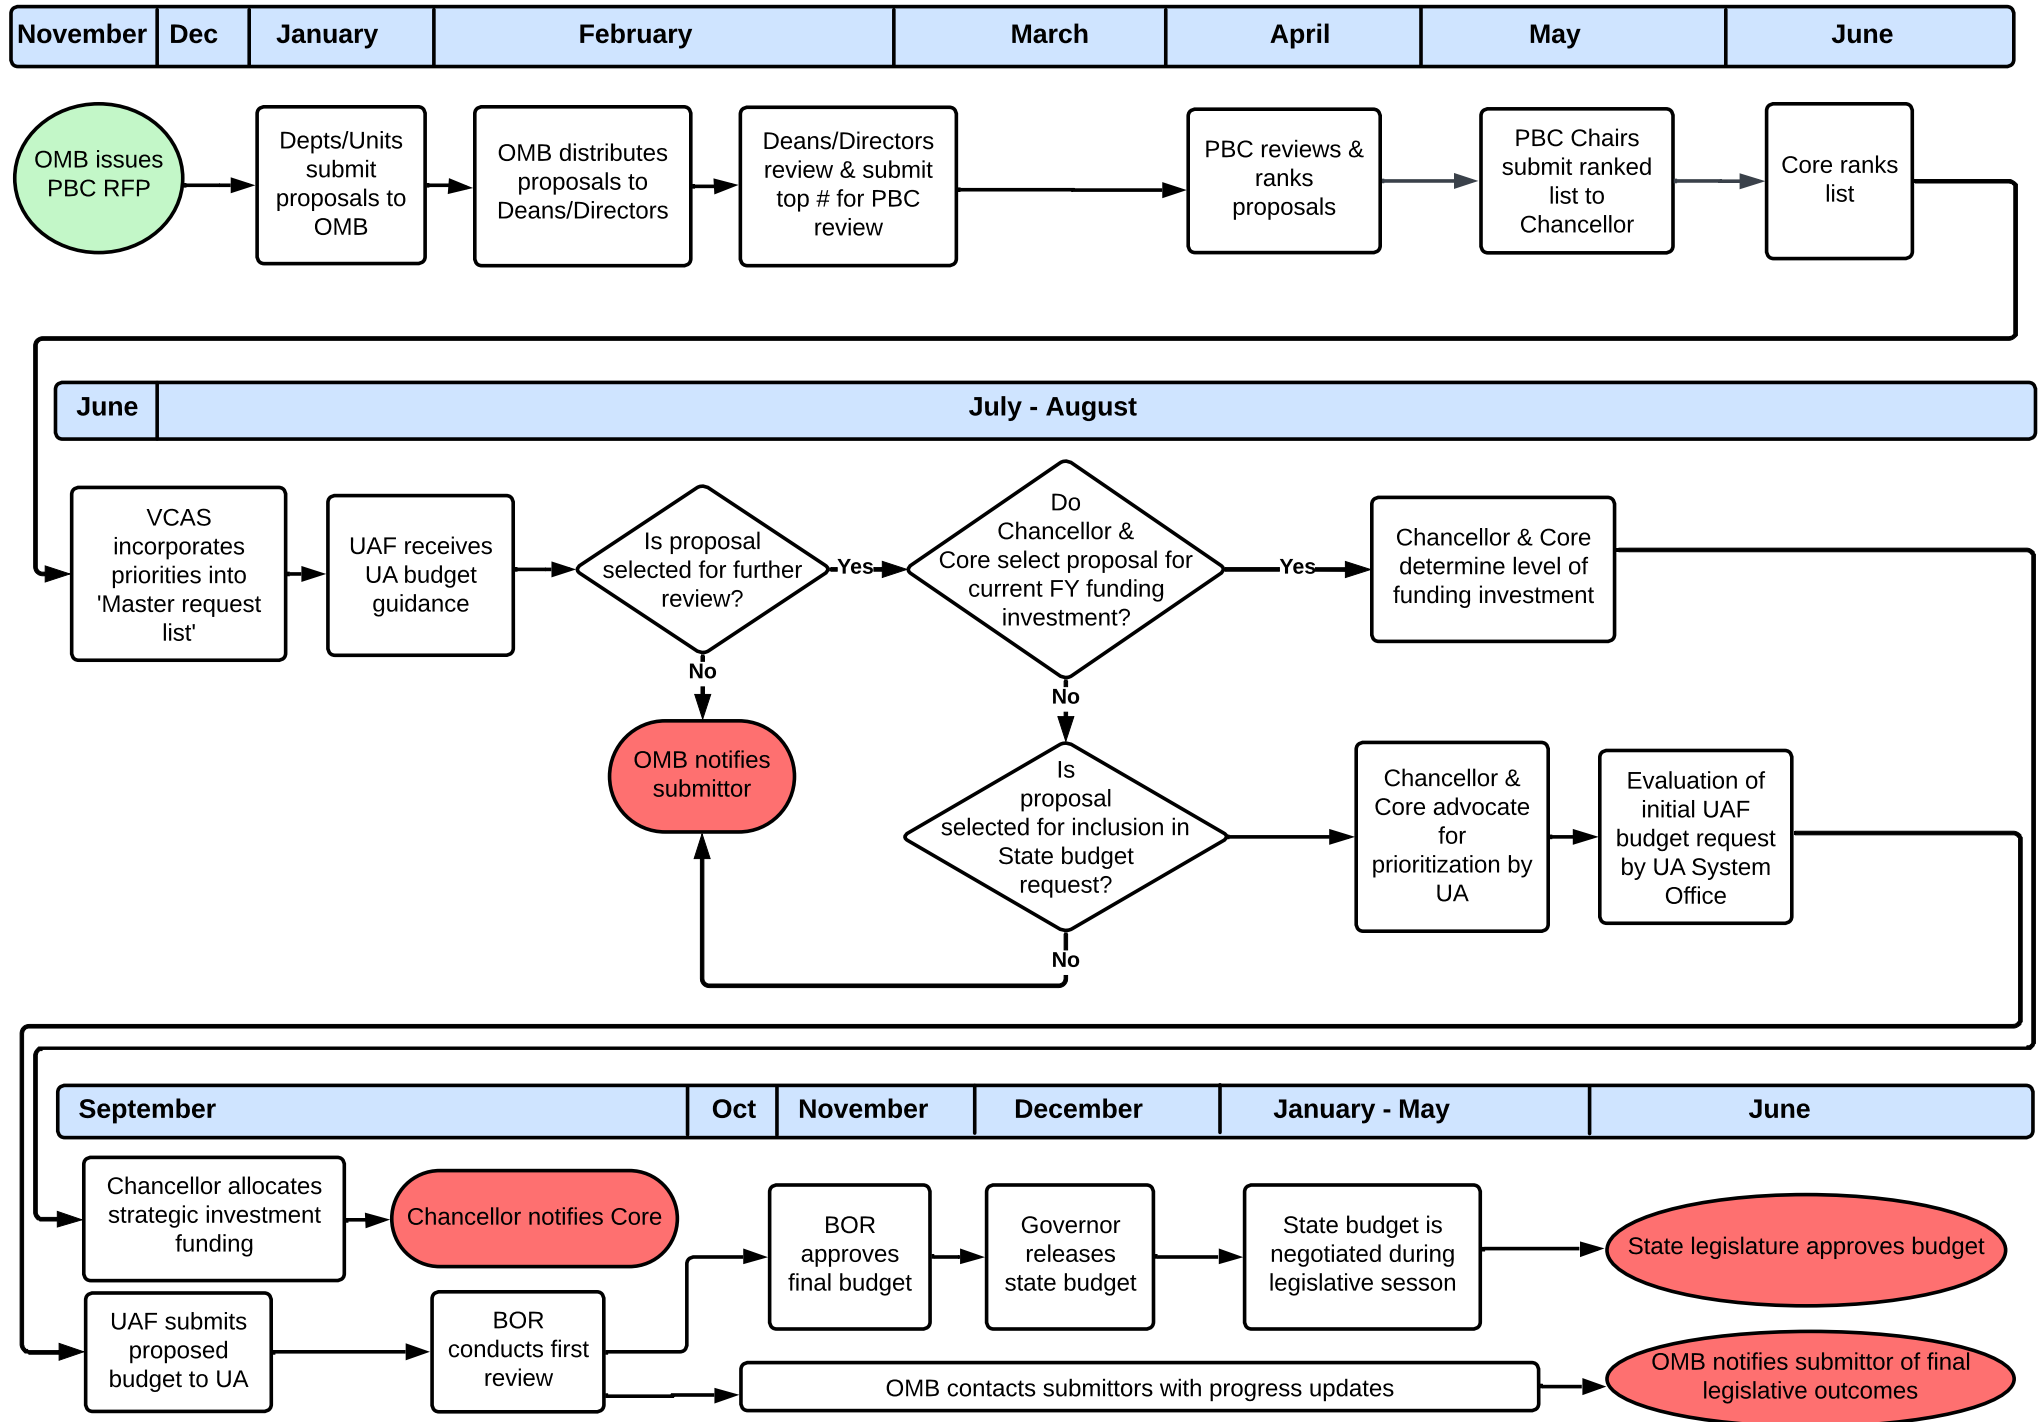 November Dec January February March April May June
OMB issues
PBC RFP
Depts/Units
submit
proposals to
OMB
OMB distributes
proposals to
Deans/Directors
Deans/Directors
review & submit
top # for PBC
review
PBC reviews &
ranks
proposals
PBC Chairs
submit ranked
list to
Chancellor
Core ranks
list
June July - August
VCAS
incorporates
priorities into
'Master request
list'
UAF receives
UA budget
guidance
Is proposal
selected for further
review?
Yes
No
OMB notifies
submittor
Do
Chancellor &
Core select proposal for
current FY funding
investment?
Yes
No
Chancellor & Core
determine level of
funding investment
Is
proposal
selected for inclusion in
State budget
request?
No
Chancellor &
Core advocate
for
prioritization by
UA
Evaluation of
initial UAF
budget request
by UA System
Office
September Oct November December January - May June
Chancellor allocates
strategic investment
funding
Chancellor notifies Core
UAF submits
proposed
budget to UA
BOR
conducts first
review
BOR
approves
final budget
Governor
releases
state budget
State budget is
negotiated during
legislative sesson
State legislature approves budget
OMB contacts submittors with progress updates
OMB notifies submittor of final
legislative outcomes